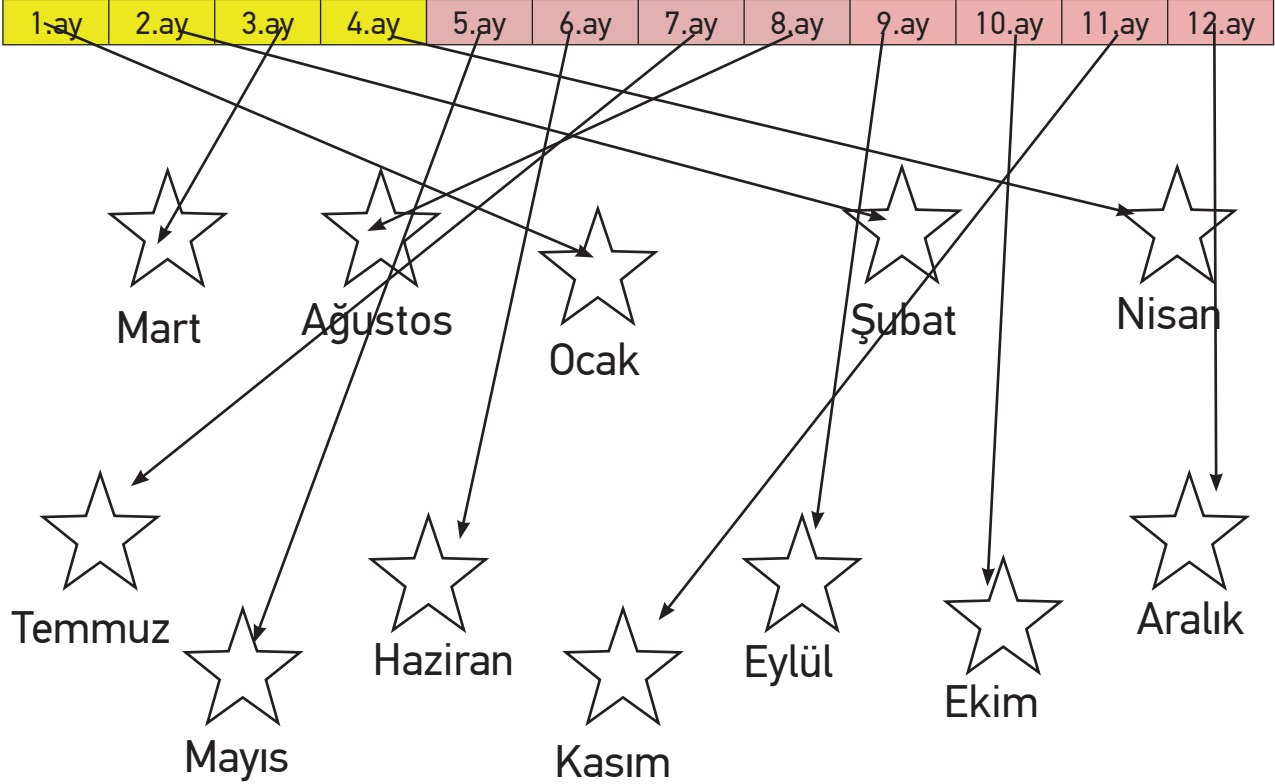 1.ay 2.ay 3.ay 4.ay 5.ay 6.ay 7.ay 8.ay 9.ay 10.ay 11.ay 12.ay
Mart
Ağustos
Ocak
Şubat
Nisan
Temmuz
Mayıs
Haziran
Kasım
Eylül
Ekim
Aralık